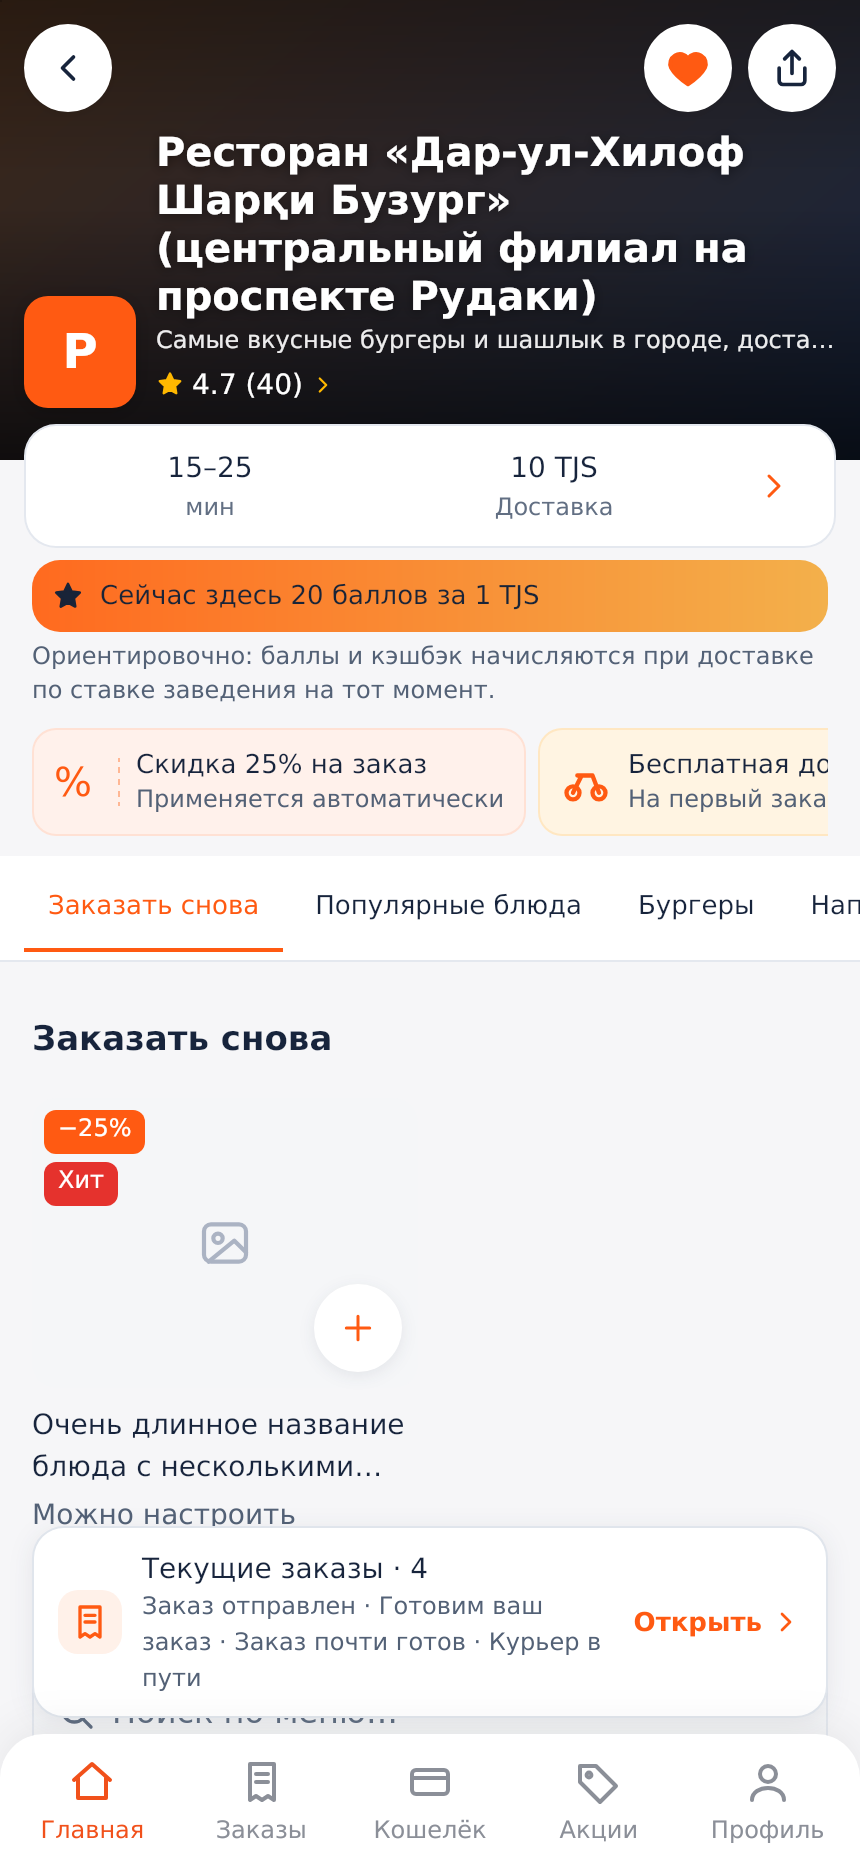 Ресторан «Дар-ул-Хилоф
Шарқи Бузург»
(центральный филиал на
проспекте Рудаки)
Р
Самые вкусные бургеры и шашлык в городе, доста...
4.7 (40)
15–25
мин
10 TJS
Доставка
Сейчас здесь 20 баллов за 1 TJS
Ориентировочно: баллы и кэшбэк начисляются при доставке
по ставке заведения на тот момент.
%
Скидка 25% на заказ
Применяется автоматически
Бесплатная до
На первый зака
Заказать снова
Популярные блюда
Бургеры
Нап
Заказать снова
−25%
Хит
Очень длинное название
блюда с несколькими...
Можно настроить
Текущие заказы · 4
Заказ отправлен · Готовим ваш
заказ · Заказ почти готов · Курьер в
пути
Открыть
Поиск по меню...
Главная
Заказы
Кошелёк
Акции
Профиль